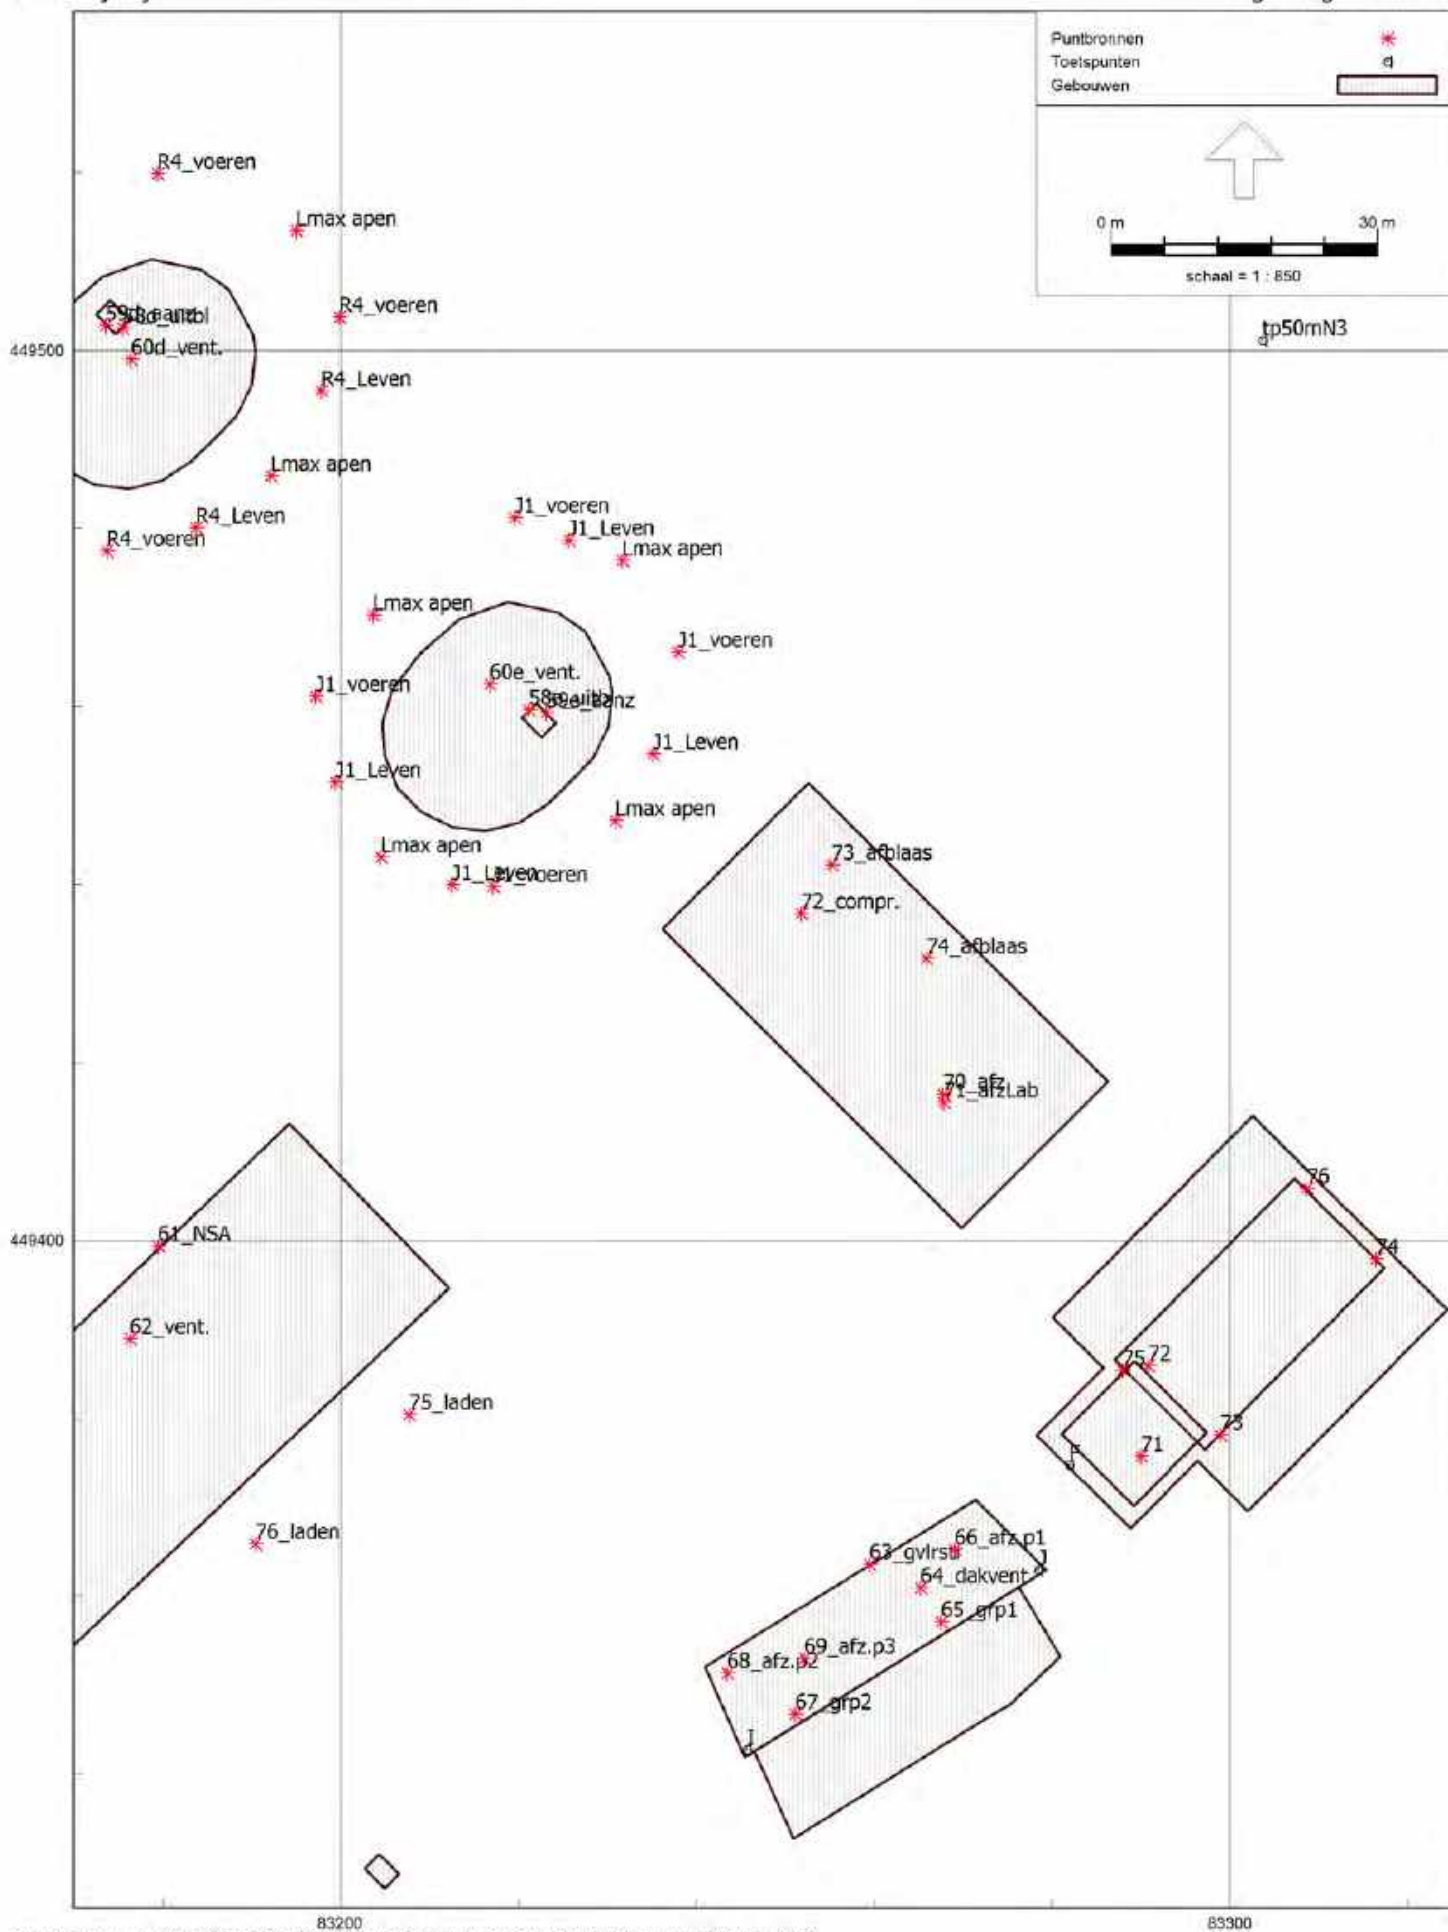 Puntbronnen
Toetspunten
Gebouwen
0 m
30 m
schaal = 1 : 850
R4_voeren
Lmax apen
R4_voeren
tp50mN3
60d_vent.
449500
R4_Leven
Lmax apen
R4_Leven
R4_voeren
J1_voeren
J1_Leven
Lmax apen
Lmax apen
J1_voeren
60e_vent.
J1_voeren
J1_Leven
J1_Leven
Lmax apen
Lmax apen
J1_Leven
J1_voeren
73_afblaas
72_compr.
74_afblaas
70_afz
71_afzLab
76
61_NSA
449400
74
62_vent.
75
72
75_laden
73
71
76_laden
66_afz.p1
63_gvlrst
64_dakvent
65_grp1
69_afz.p3
68_afz.p2
67_grp2
83200
83300